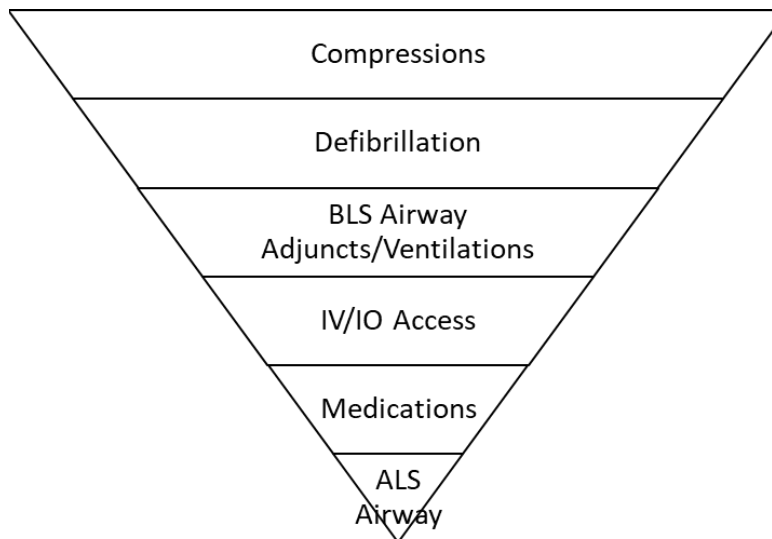 Compressions
Defibrillation
BLS Airway
Adjuncts/Ventilations
IV/IO Access
Medications
ALS
Airway